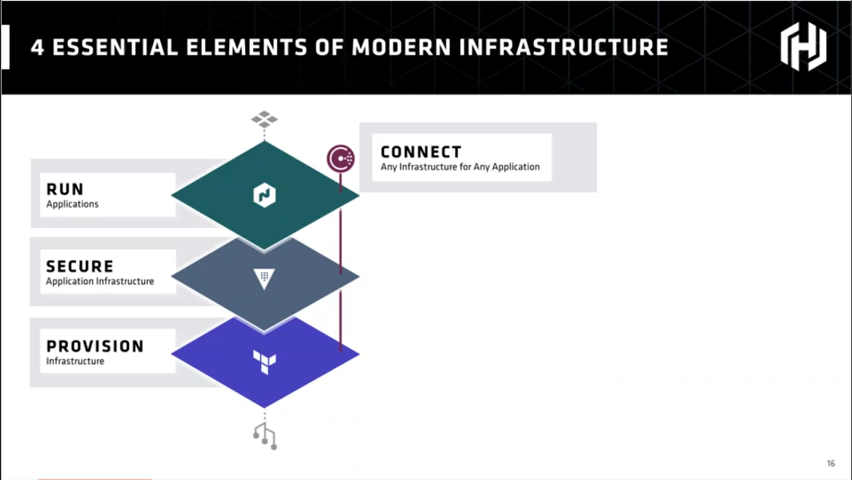 4 ESSENTIAL ELEMENTS OF MODERN INFRASTRUCTURE
CONNECT
Any Infrastructure for Any Application
RUN
Applications
SECURE
Application Infrastructure
PROVISION
Infrastructure
16